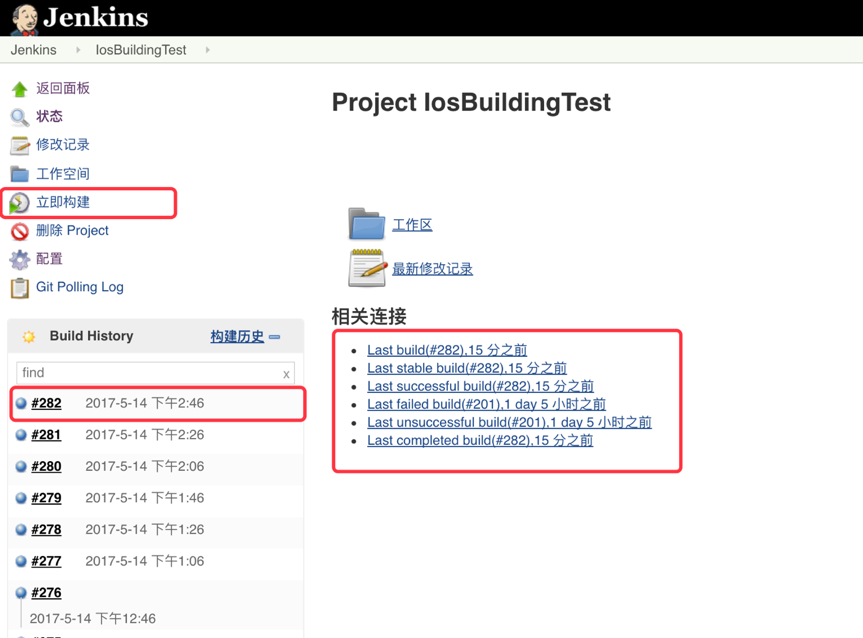 Jenkins
Jenkins IosBuildingTest
返回面板
状态
修改记录
工作空间
立即构建
删除 Project
配置
Git Polling Log
Build History 构建历史
find x
#282 2017-5-14 下午2:46
#281 2017-5-14 下午2:26
#280 2017-5-14 下午2:06
#279 2017-5-14 下午1:46
#278 2017-5-14 下午1:26
#277 2017-5-14 下午1:06
#276
2017-5-14 下午12:46
Project IosBuildingTest
工作区
最新修改记录
相关连接
Last build(#282),15 分之前
Last stable build(#282),15 分之前
Last successful build(#282),15 分之前
Last failed build(#201),1 day 5 小时之前
Last unsuccessful build(#201),1 day 5 小时之前
Last completed build(#282),15 分之前